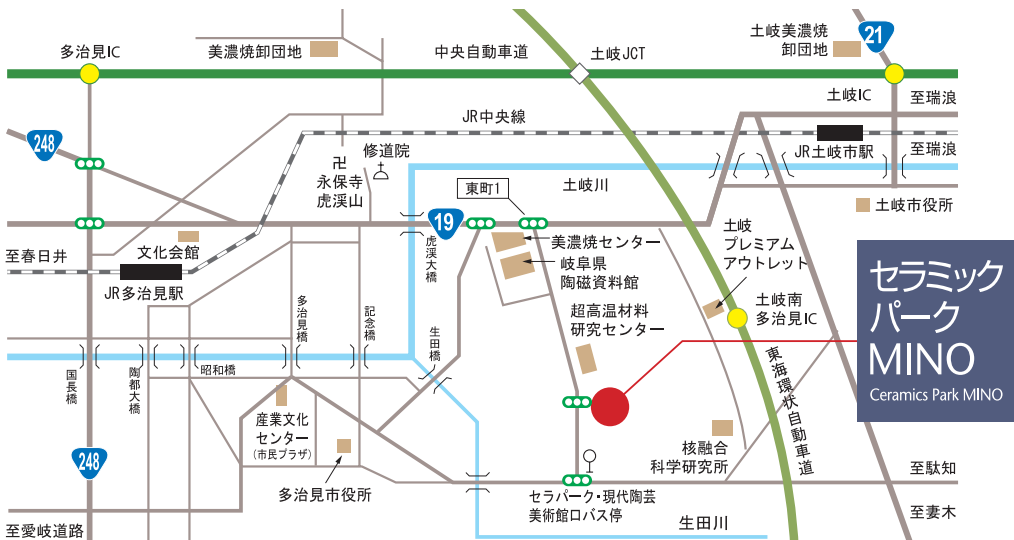 多治見IC
美濃焼卸団地
中央自動車道
土岐JCT
土岐美濃焼
卸団地
21
248
JR中央線
土岐IC
至瑞浪
JR土岐市駅
至瑞浪
卍
永保寺
虎渓山
修道院
東町1
土岐川
土岐市役所
19
至春日井
文化会館
JR多治見駅
虎渓大橋
美濃焼センター
岐阜県
陶磁資料館
土岐
プレミアム
アウトレット
セラミック
パーク
MINO
Ceramics Park MINO
多治見橋
記念橋
生田橋
超高温材料
研究センター
土岐南
多治見IC
国長橋
陶都大橋
昭和橋
東海環状自動車道
産業文化
センター
(市民プラザ)
248
多治見市役所
核融合
科学研究所
至駄知
セラパーク・現代陶芸
美術館口バス停
至妻木
至愛岐道路
生田川